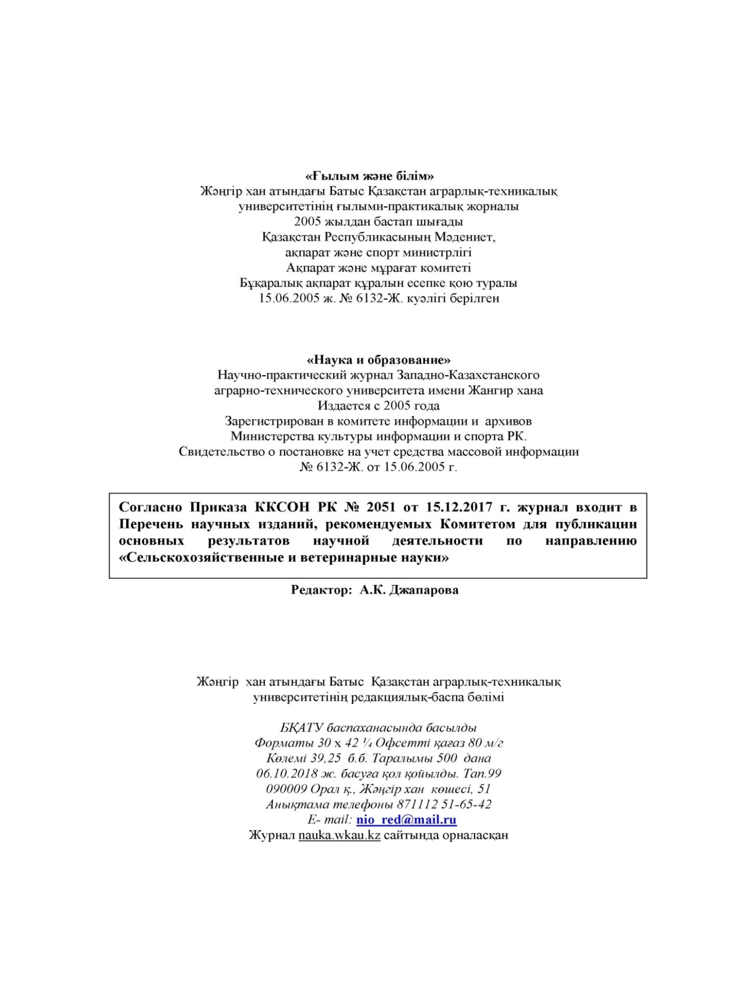 «Ғылым және білім»
Жәңгір хан атындағы Батыс Қазақстан аграрлық-техникалық
университетінің ғылыми-практикалық жорналы
2005 жылдан бастап шығады
Қазақстан Республикасының Мәдениет,
ақпарат және спорт министрлігі
Ақпарат және мұрағат комитеті
Бұқаралық ақпарат құралын есепке қою туралы
15.06.2005 ж. № 6132-Ж. куәлігі берілген
«Наука и образование»
Научно-практический журнал Западно-Казахстанского
аграрно-технического университета имени Жангир хана
Издается с 2005 года
Зарегистрирован в комитете информации и архивов
Министерства культуры информации и спорта РК.
Свидетельство о постановке на учет средства массовой информации
№ 6132-Ж. от 15.06.2005 г.
Согласно Приказа ККСОН РК № 2051 от 15.12.2017 г. журнал входит в
Перечень научных изданий, рекомендуемых Комитетом для публикации
основных результатов научной деятельности по направлению
«Сельскохозяйственные и ветеринарные науки»
Редактор: А.К. Джапарова
Жәңгір хан атындағы Батыс Қазақстан аграрлық-техникалық
университетінің редакциялық-баспа бөлімі
БҚАТУ баспаханасында басылды
Форматы 30 х 42 ¼ Офсетті қағаз 80 м/г
Көлемі 39,25 б.б. Таралымы 500 дана
06.10.2018 ж. басуға қол қойылды. Тап.99
090009 Орал қ., Жәңгір хан көшесі, 51
Анықтама телефоны 871112 51-65-42
E- mail: nio_red@mail.ru
Журнал nauka.wkau.kz сайтында орналасқан